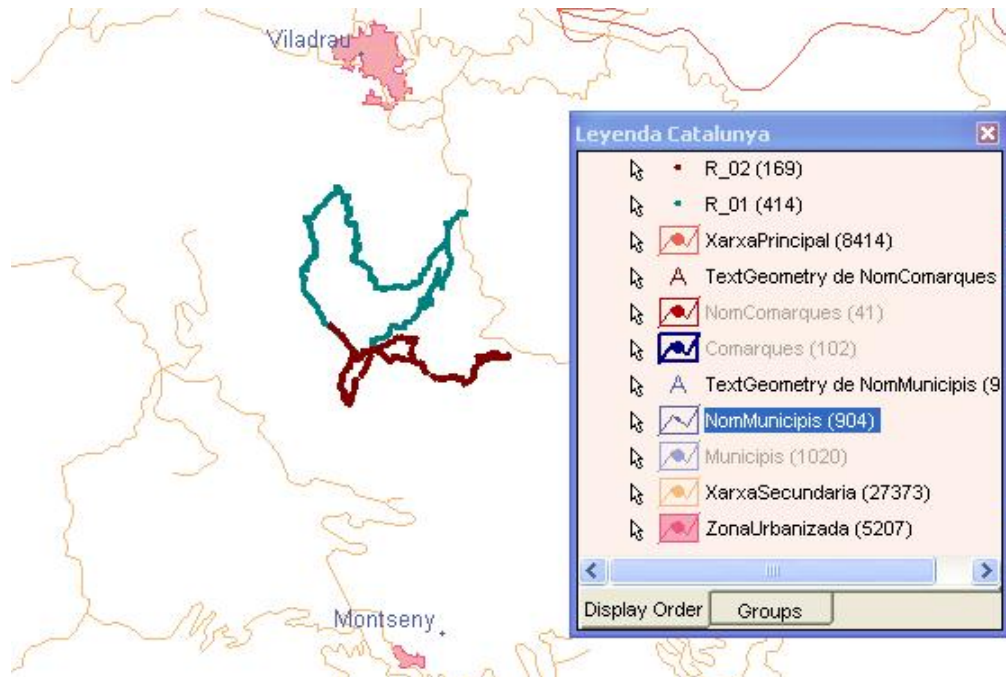 Viladrau
Leyenda Catalunya
R_02 (169)
R_01 (414)
XarxaPrincipal (8414)
A TextGeometry de NomComarques
NomComarques (41)
Comarques (102)
A TextGeometry de NomMunicipis (9
NomMunicipis (904)
Municipis (1020)
XarxaSecundaria (27373)
ZonaUrbanizada (5207)
Display Order Groups
Montseny